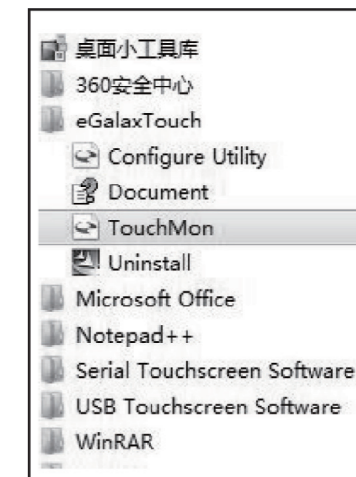 桌面小工具库
360安全中心
eGalaxTouch
Configure Utility
Document
TouchMon
Uninstall
Microsoft Office
Notepad++
Serial Touchscreen Software
USB Touchscreen Software
WinRAR